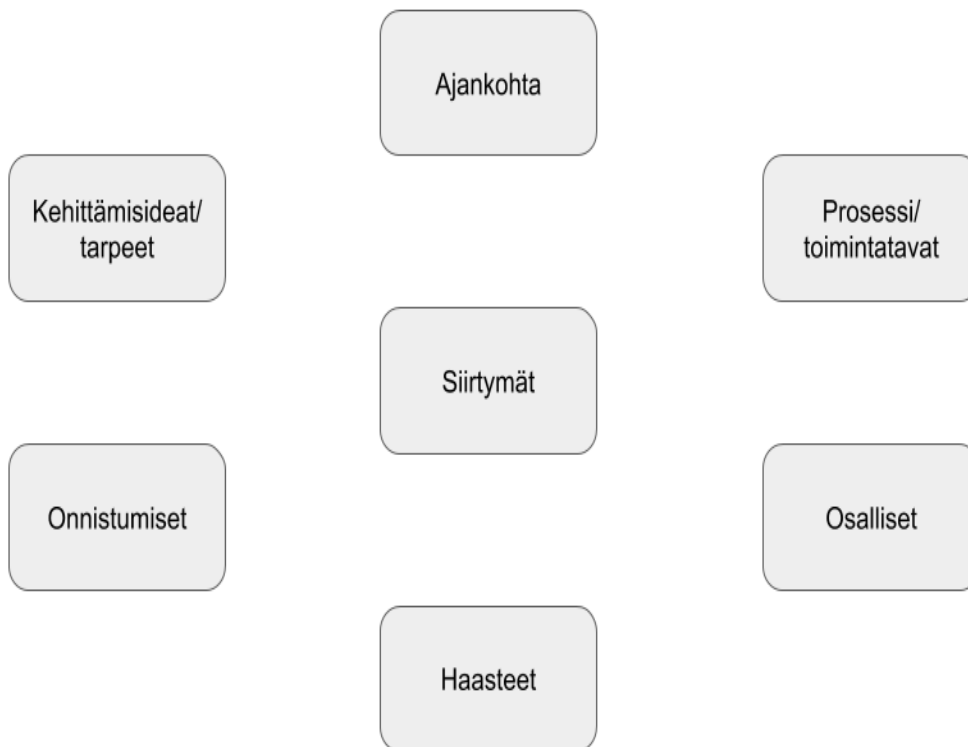 Ajankohta
Kehittämisideat/
tarpeet
Prosessi/
toimintatavat
Siirtymät
Onnistumiset
Osalliset
Haasteet